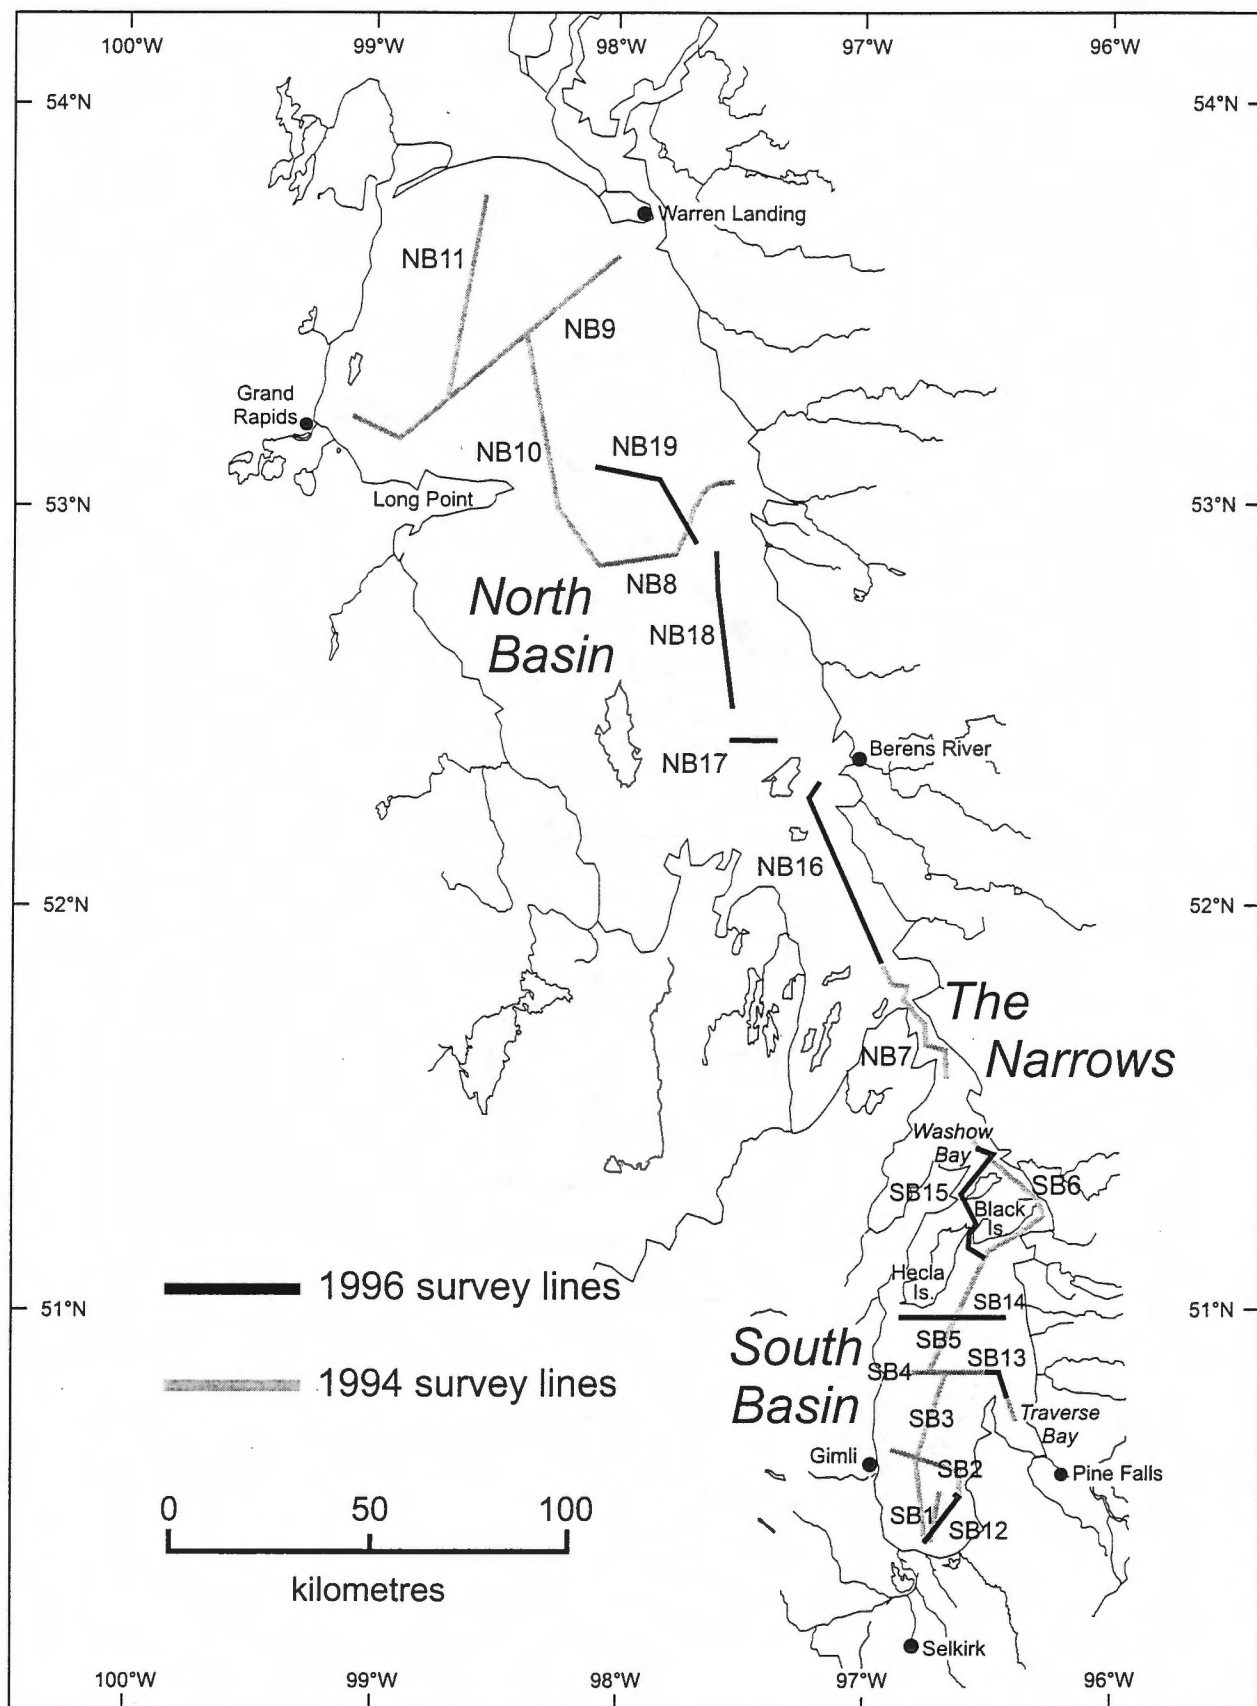 100°W 99°W 98°W 97°W 96°W
54°N 54°N
Warren Landing
NB11
NB9
Grand
Rapids
NB19
NB10
Long Point
53°N 53°N
NB8
North
Basin
NB18
Berens River
NB17
NB16
52°N 52°N
The
Narrows
NB7
Washow
Bay
SB15
SB6
Black
Is.
Hecla
Is.
1996 survey lines
SB14
51°N 51°N
South
Basin
SB5
SB13
SB4
1994 survey lines
SB3
Traverse
Bay
Gimli
SB2
Pine Falls
0 50 100
SB1
SB12
kilometres
Selkirk
100°W 99°W 98°W 97°W 96°W